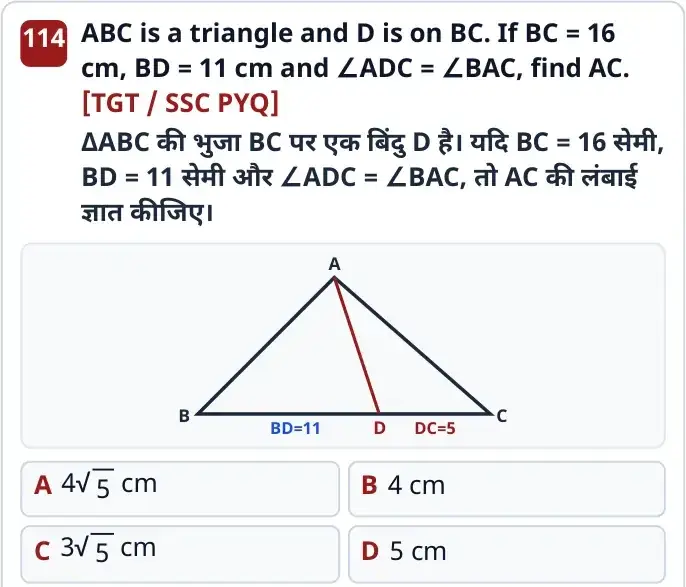 114 ABC is a triangle and D is on BC. If BC = 16
cm, BD = 11 cm and ∠ADC = ∠BAC, find AC.
[TGT / SSC PYQ]
ΔABC की भुजा BC पर एक बिंदु D है। यदि BC = 16 सेमी,
BD = 11 सेमी और ∠ADC = ∠BAC, तो AC की लंबाई
ज्ञात कीजिए।
A
B
C
BD=11
D
DC=5
A 4√5 cm
B 4 cm
C 3√5 cm
D 5 cm